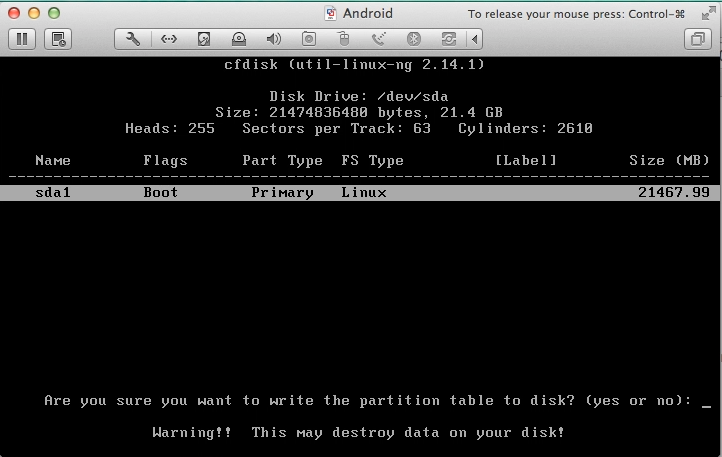 Android
To release your mouse press: Control-⌘
cfdisk (util-linux-ng 2.14.1)
Disk Drive: /dev/sda
Size: 21474836480 bytes, 21.4 GB
Heads: 255 Sectors per Track: 63 Cylinders: 2610
Name Flags Part Type FS Type [Label] Size (MB)
sda1 Boot Primary Linux 21467.99
Are you sure you want to write the partition table to disk? (yes or no): _
Warning!! This may destroy data on your disk!